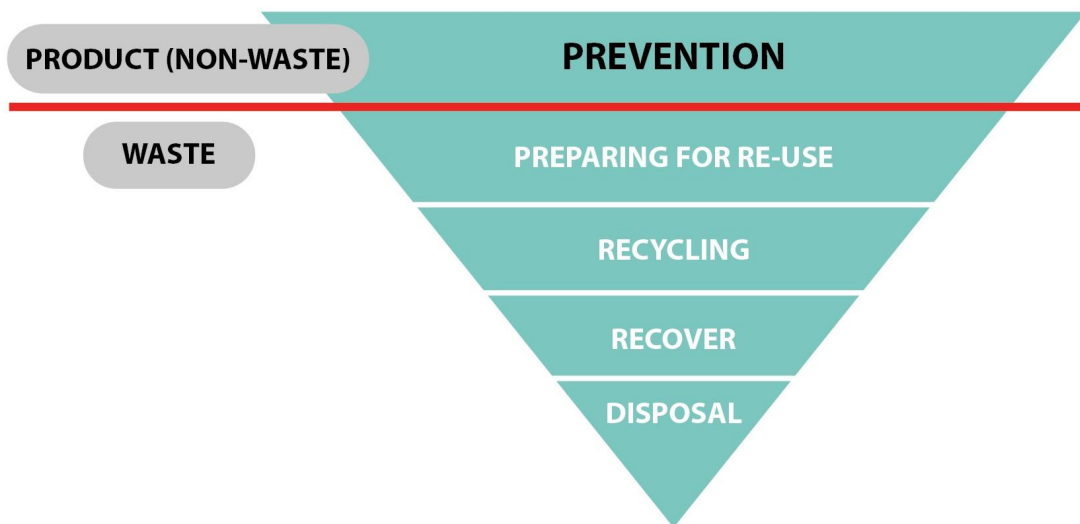 PRODUCT (NON-WASTE)
PREVENTION
WASTE
PREPARING FOR RE-USE
RECYCLING
RECOVER
DISPOSAL